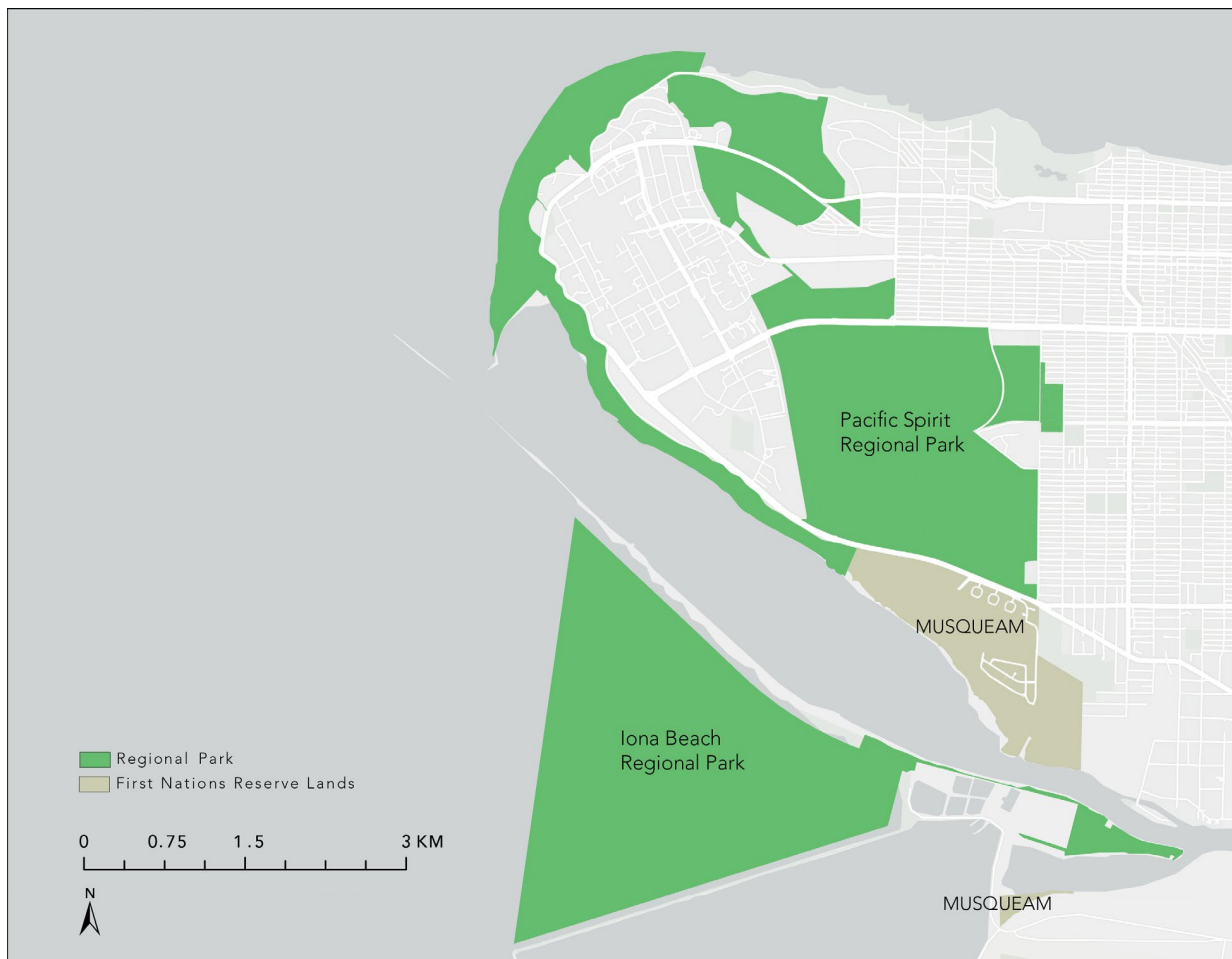 Pacific Spirit
Regional Park
MUSQUEAM
Iona Beach
Regional Park
Regional Park
First Nations Reserve Lands
0 0.75 1.5 3 KM
N
MUSQUEAM